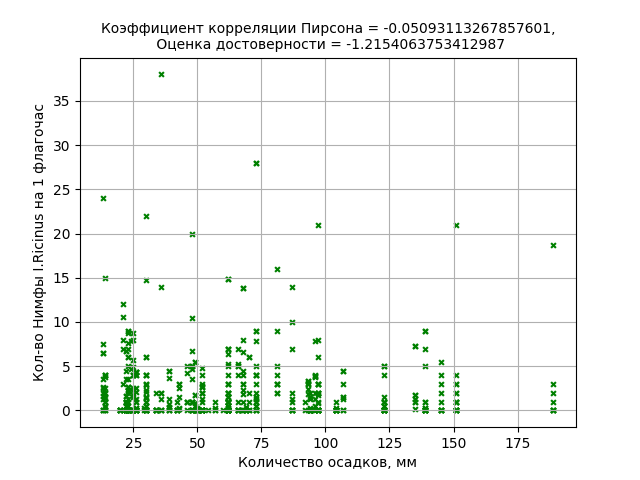 Коэффициент корреляции Пирсона = -0.05093113267857601,
Оценка достоверности = -1.2154063753412987
Кол-во Нимфы I.Ricinus на 1 флагочас
35
30
25
20
15
10
5
0
25 50 75 100 125 150 175
Количество осадков, мм